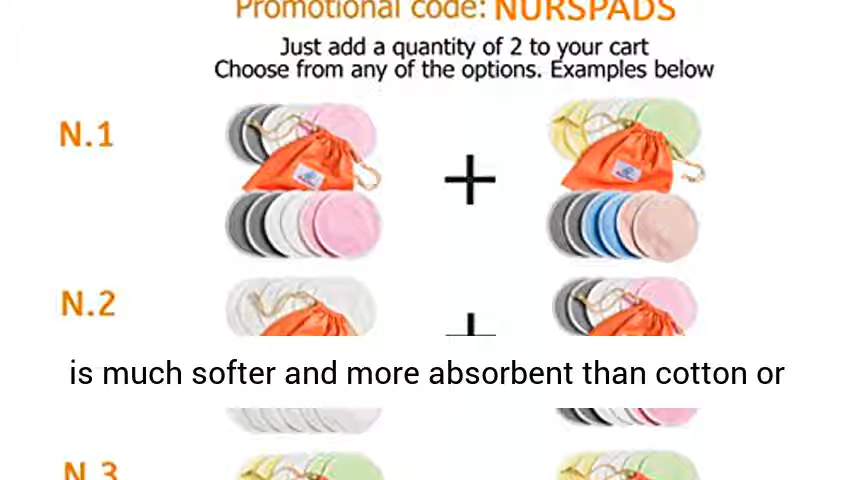 Promotional code: NURSPADS
Just add a quantity of 2 to your cart
Choose from any of the options. Examples below
N.1
+
+
N.2
+
is much softer and more absorbent than cotton or
N.3